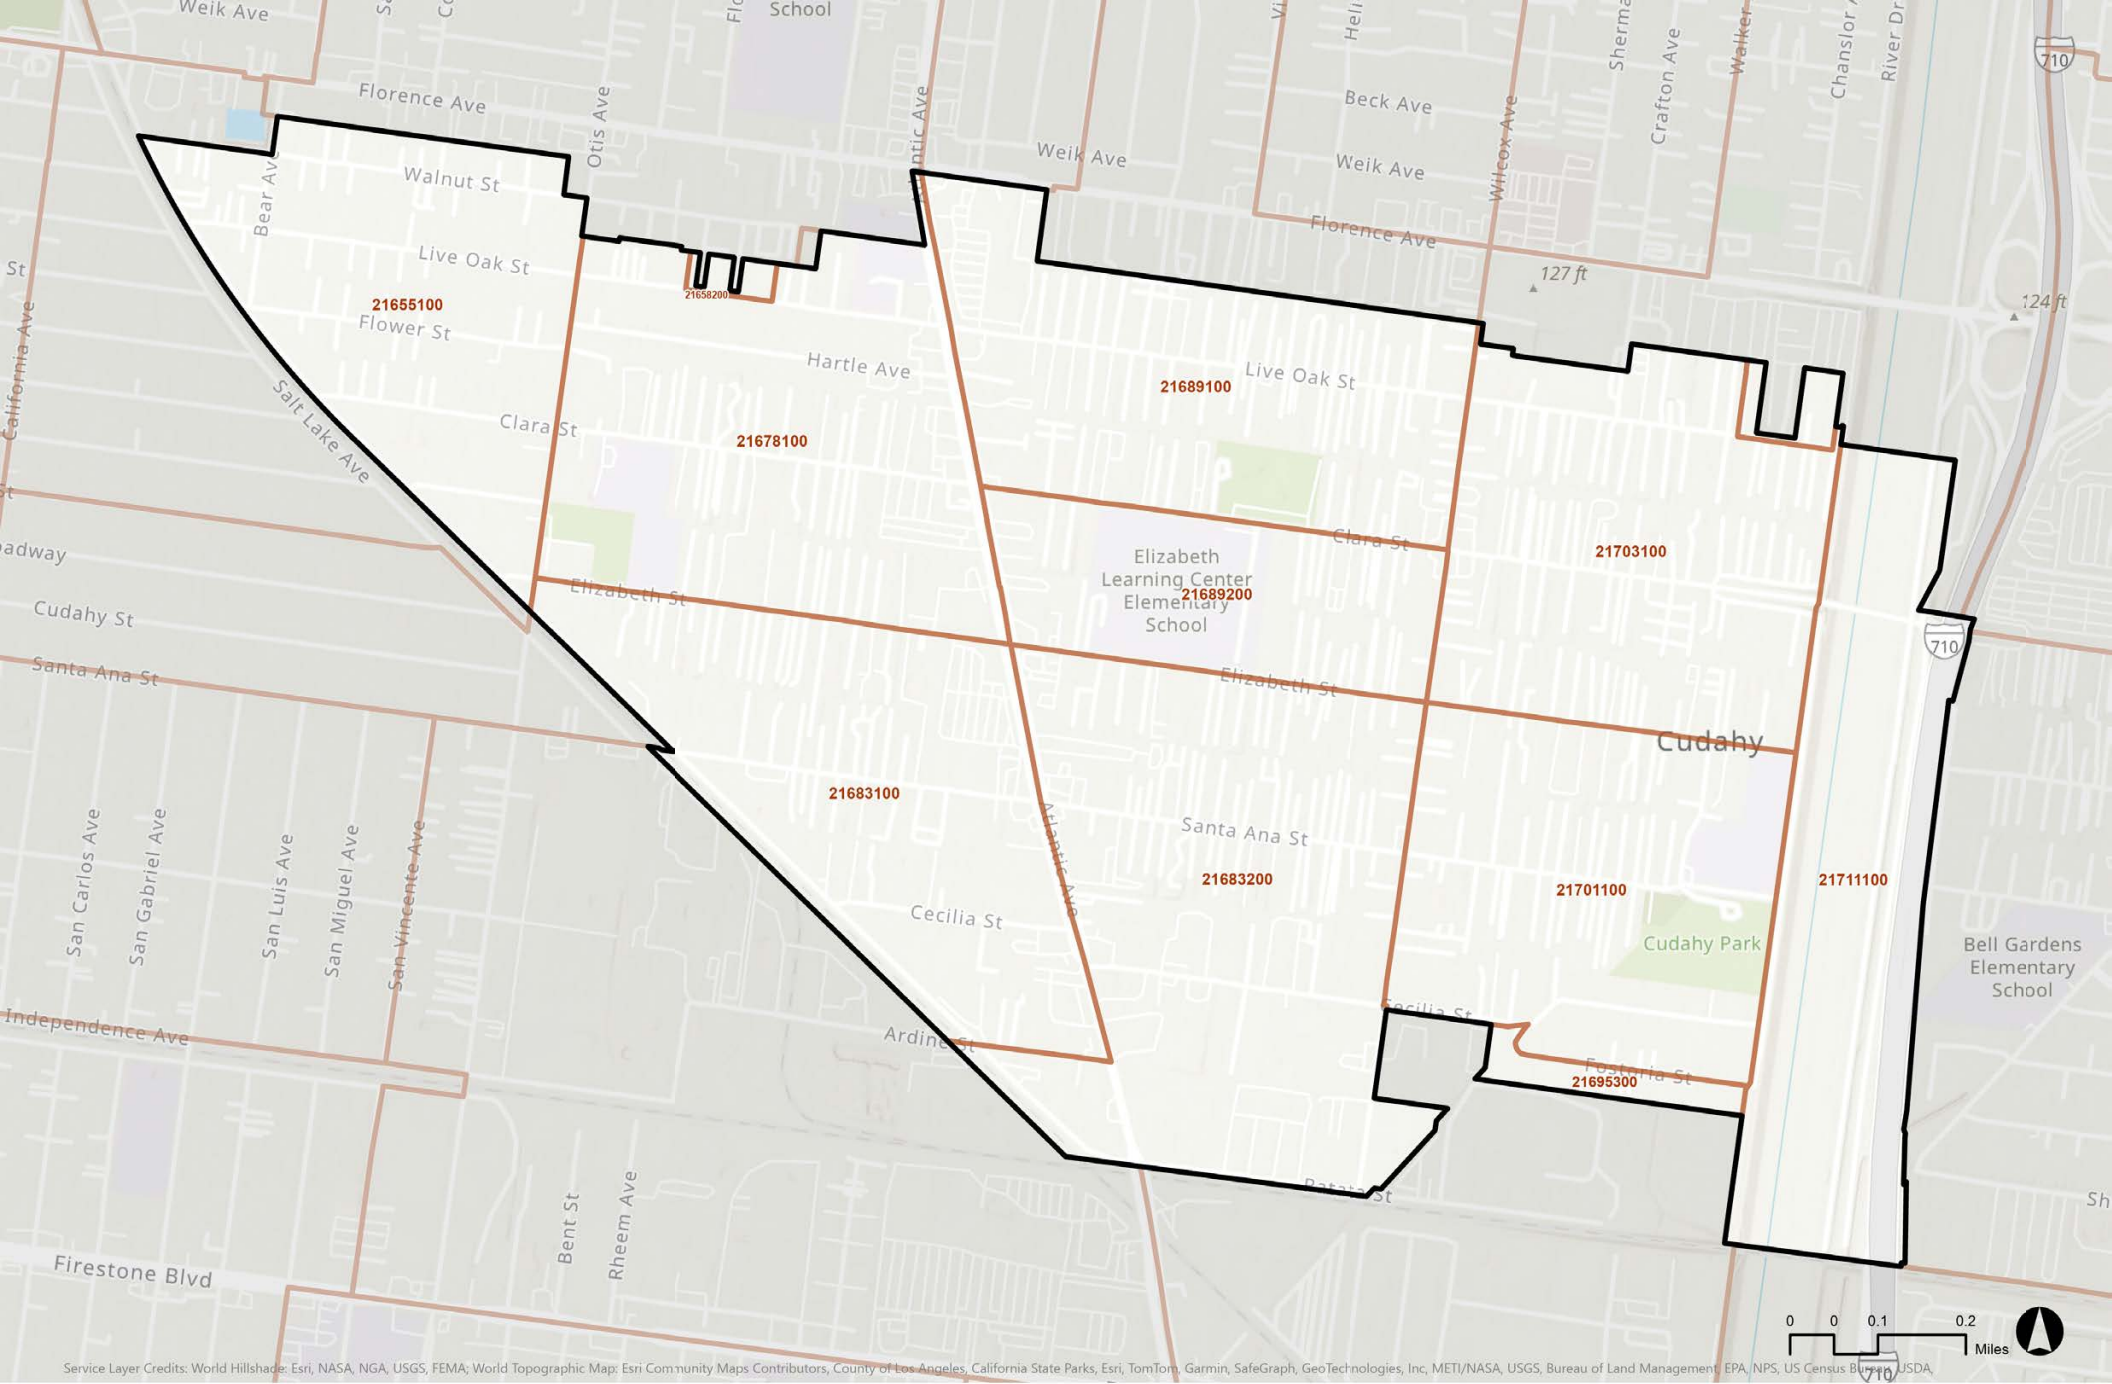 Weik Ave
School
710
Florence Ave
Otis Ave
Beck Ave
Crafton Ave
River Dr
Weik Ave
Weik Ave
Wilcox Ave
Bear Ave
Walnut St
Florence Ave
St
Live Oak St
127 ft
124 ft
21655100
21658200
Flower St
California Ave
Hartle Ave
21689100
Live Oak St
Salt Lake Ave
Clara St
21678100
Clara St
21703100
Elizabeth
Learning Center
21689200
Elementary
School
Elizabeth St
Cudahy St
710
Santa Ana St
Elizabeth St
Cudahy
21683100
Santa Ana St
Atlantic Ave
21683200
21701100
21711100
San Carlos Ave
San Gabriel Ave
San Luis Ave
San Miguel Ave
San Vincente Ave
Cecilia St
Cudahy Park
Bell Gardens
Elementary
School
Independence Ave
Ardine St
Cecilia St
Fostoria St
21695300
Patata St
Bent St
Rheem Ave
Firestone Blvd
0 0 0.1 0.2
Miles
Service Layer Credits: World Hillshade: Esri, NASA, NGA, USGS, FEMA; World Topographic Map: Esri Community Maps Contributors, County of Los Angeles, California State Parks, Esri, TomTom, Garmin, SafeGraph, GeoTechnologies, Inc, METI/NASA, USGS, Bureau of Land Management, EPA, NPS, US Census Bureau, USDA,
710